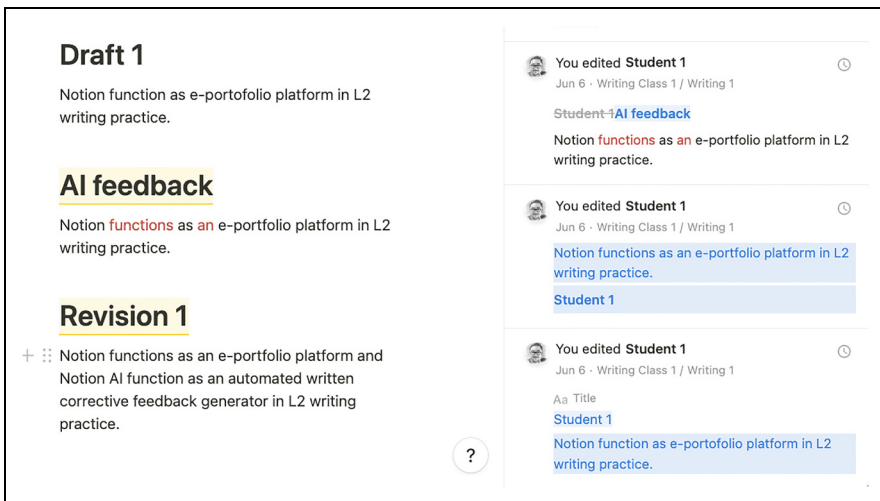 Draft 1
Notion function as e-portofolio platform in L2
writing practice.
AI feedback
Notion functions as an e-portfolio platform in L2
writing practice.
Revision 1
Notion functions as an e-portfolio platform and
Notion AI function as an automated written
corrective feedback generator in L2 writing
practice.
?
You edited Student 1
Jun 6 · Writing Class 1 / Writing 1
Student 1AI feedback
Notion functions as an e-portfolio platform in L2
writing practice.
You edited Student 1
Jun 6 · Writing Class 1 / Writing 1
Notion functions as an e-portfolio platform in L2
writing practice.
Student 1
You edited Student 1
Jun 6 · Writing Class 1 / Writing 1
Aa Title
Student 1
Notion function as e-portofolio platform in L2
writing practice.